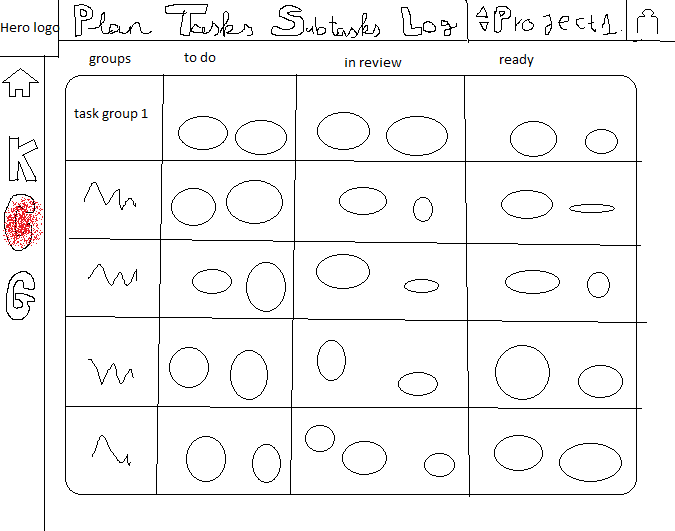 Hero logo Plan Tasks Subtasks Log Project1.
groups to do in review ready
task group 1
K
G
G